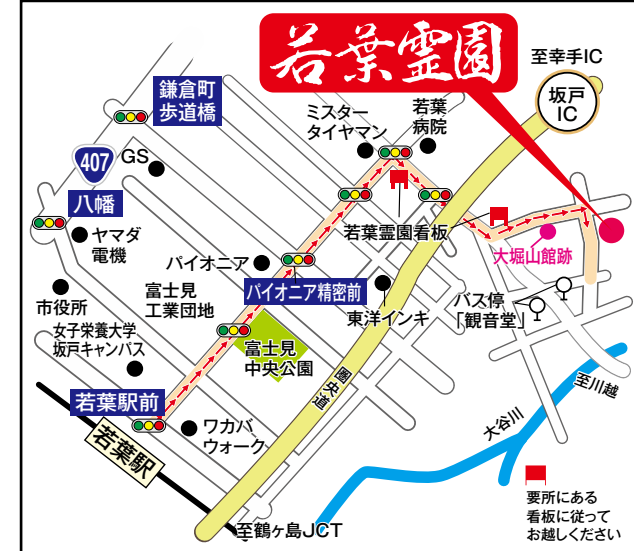 若葉霊園
至幸手IC
坂戸
IC
鎌倉町
歩道橋
ミスター
タイヤマン
若葉
病院
407
GS
八幡
ヤマダ
電機
若葉霊園看板
大堀山館跡
パイオニア
パイオニア精密前
バス停
「観音堂」
市役所
富士見
工業団地
東洋インキ
女子栄養大学
坂戸キャンパス
富士見
中央公園
圏央道
至川越
若葉駅前
大谷川
ワカバ
ウォーク
若葉駅
要所にある
看板に従って
お越しください
至鶴ヶ島JCT